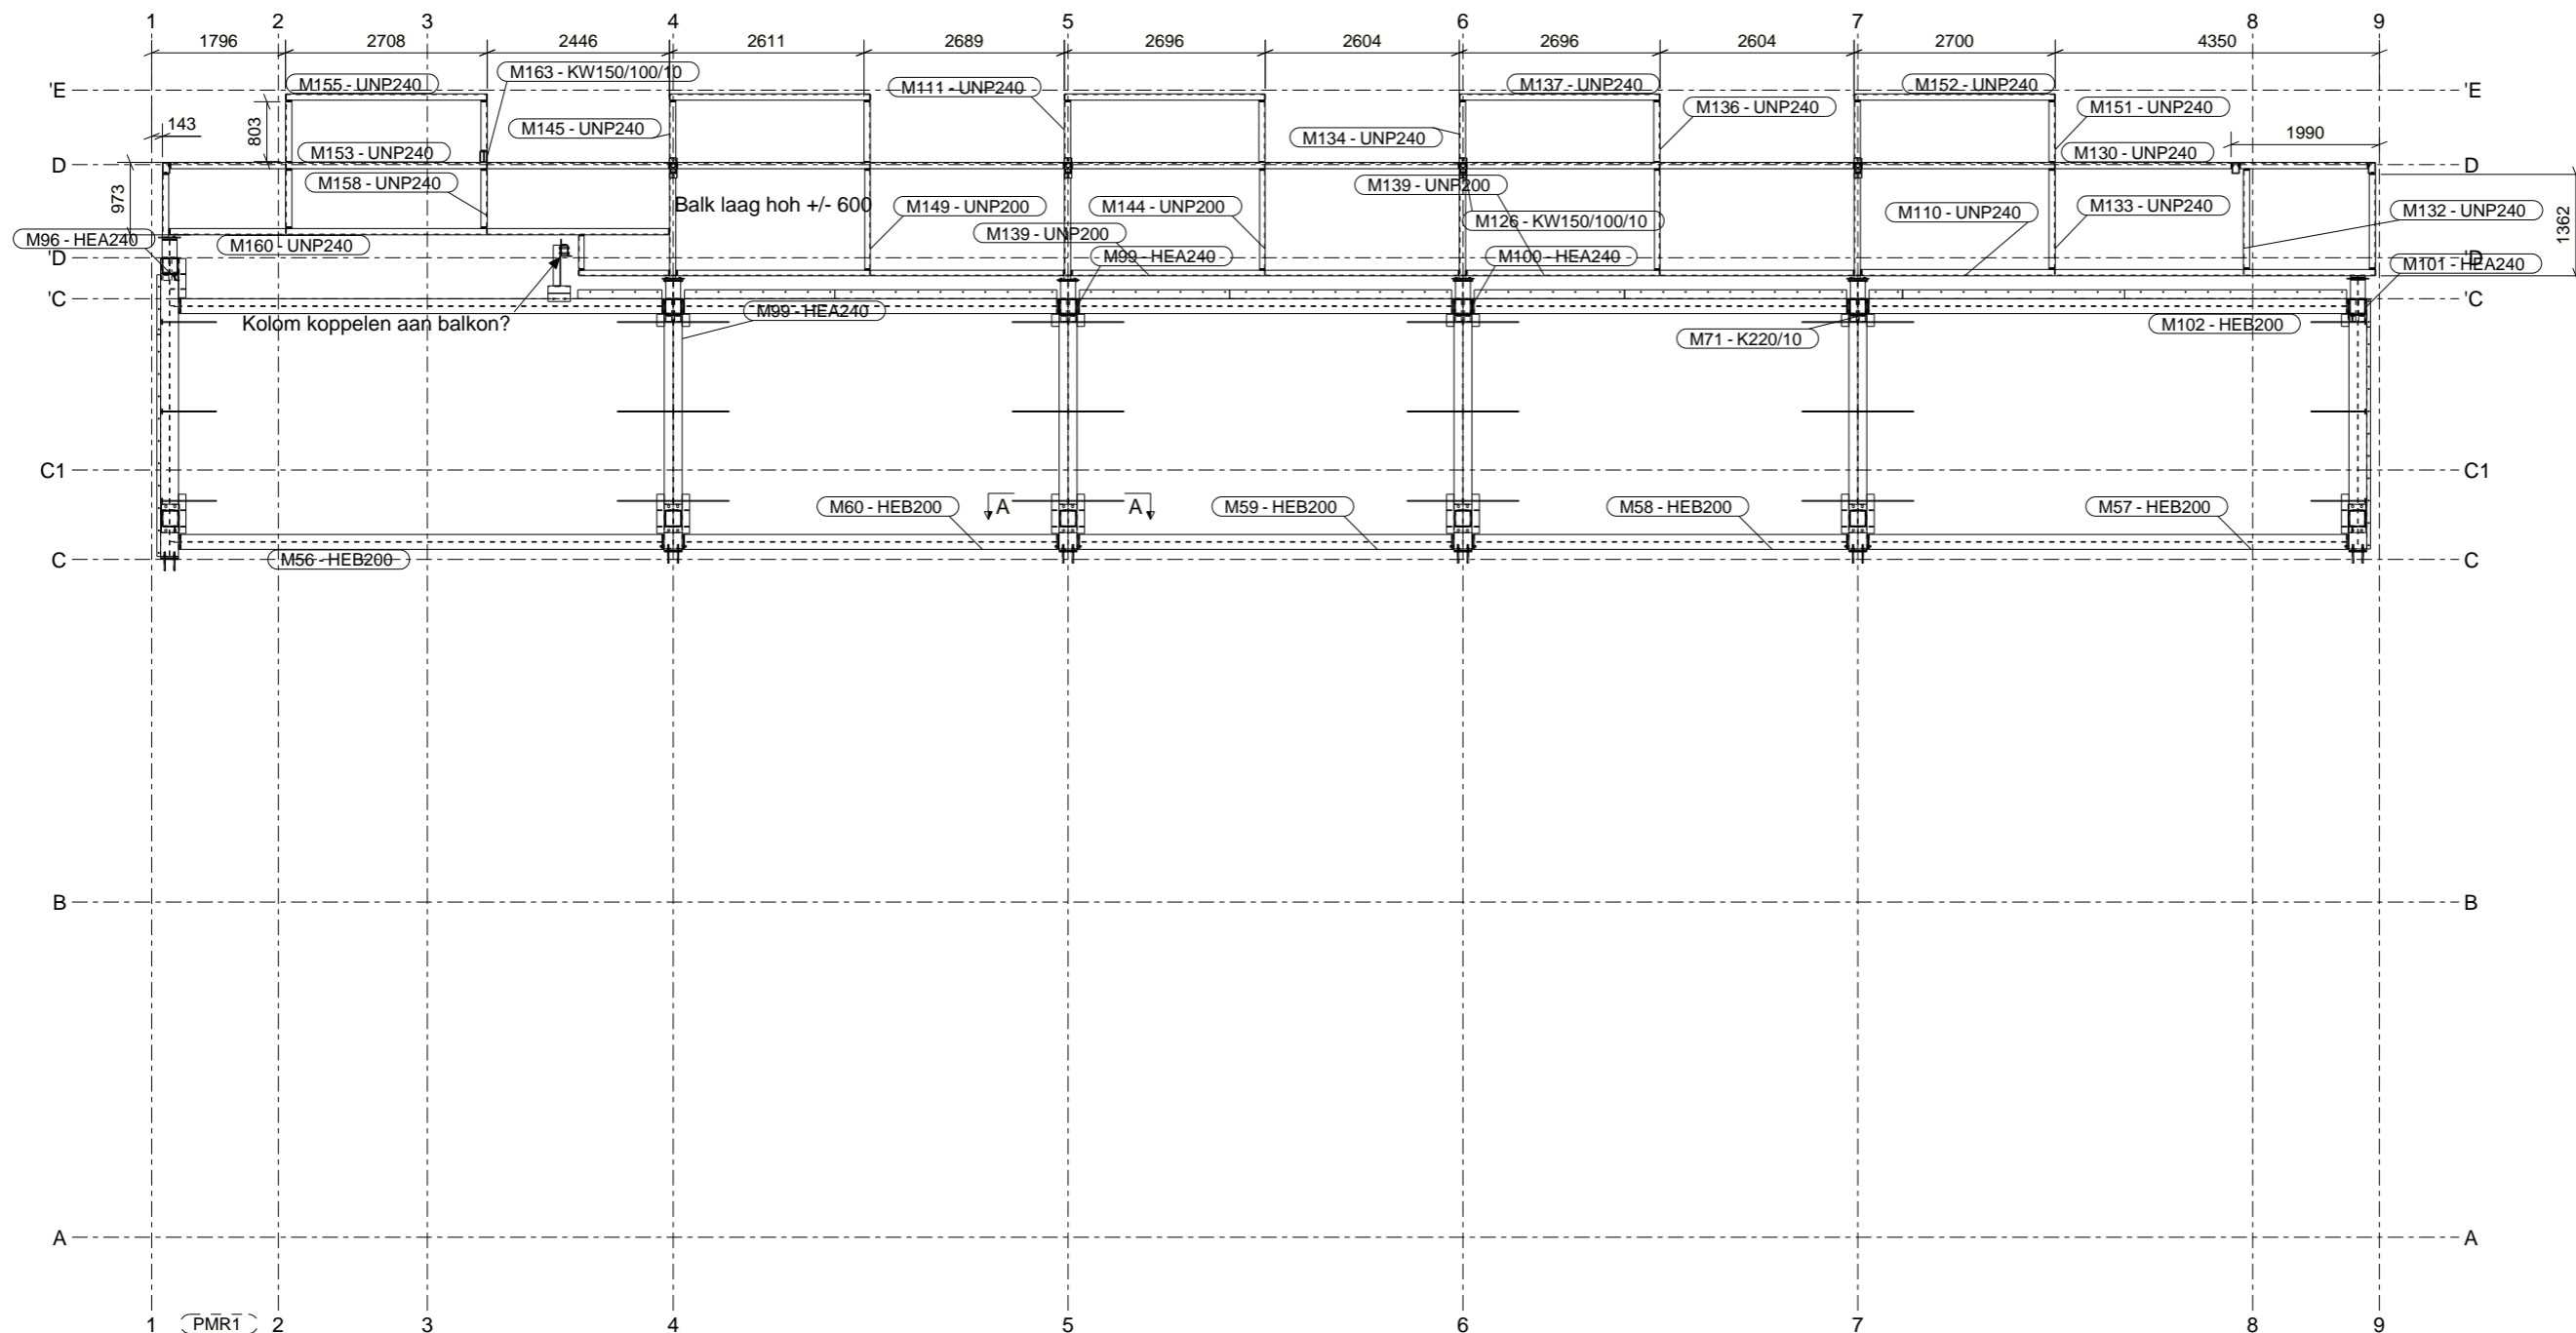 1 2 3 4 5 6 7 8 9
1796 2708 2446 2611 2689 2696 2604 2696 2604 2700 4350
M163 - KW150/100/10
M155 - UNP240
M111 - UNP240
M137 - UNP240
M152 - UNP240
'E 'E
M136 - UNP240
M151 - UNP240
143
803
M145 - UNP240
M134 - UNP240
1990
M153 - UNP240
M130 - UNP240
D D
M158 - UNP240
M139 - UNP200
973
Balk laag hoh +/- 600
M149 - UNP200
M144 - UNP200
M110 - UNP240
M133 - UNP240
M132 - UNP240
M126 - KW150/100/10
1362
M139 - UNP200
M96 - HEA240
M160 - UNP240
'D 'D
M99 - HEA240
M100 - HEA240
M101 - HEA240
'C 'C
M99 - HEA240
Kolom koppelen aan balkon?
M102 - HEB200
M71 - K220/10
C1 C1
M60 - HEB200
A A
M59 - HEB200
M58 - HEB200
M57 - HEB200
C C
M56 - HEB200
B B
A A
1 PMR1 2 3 4 5 6 7 8 9